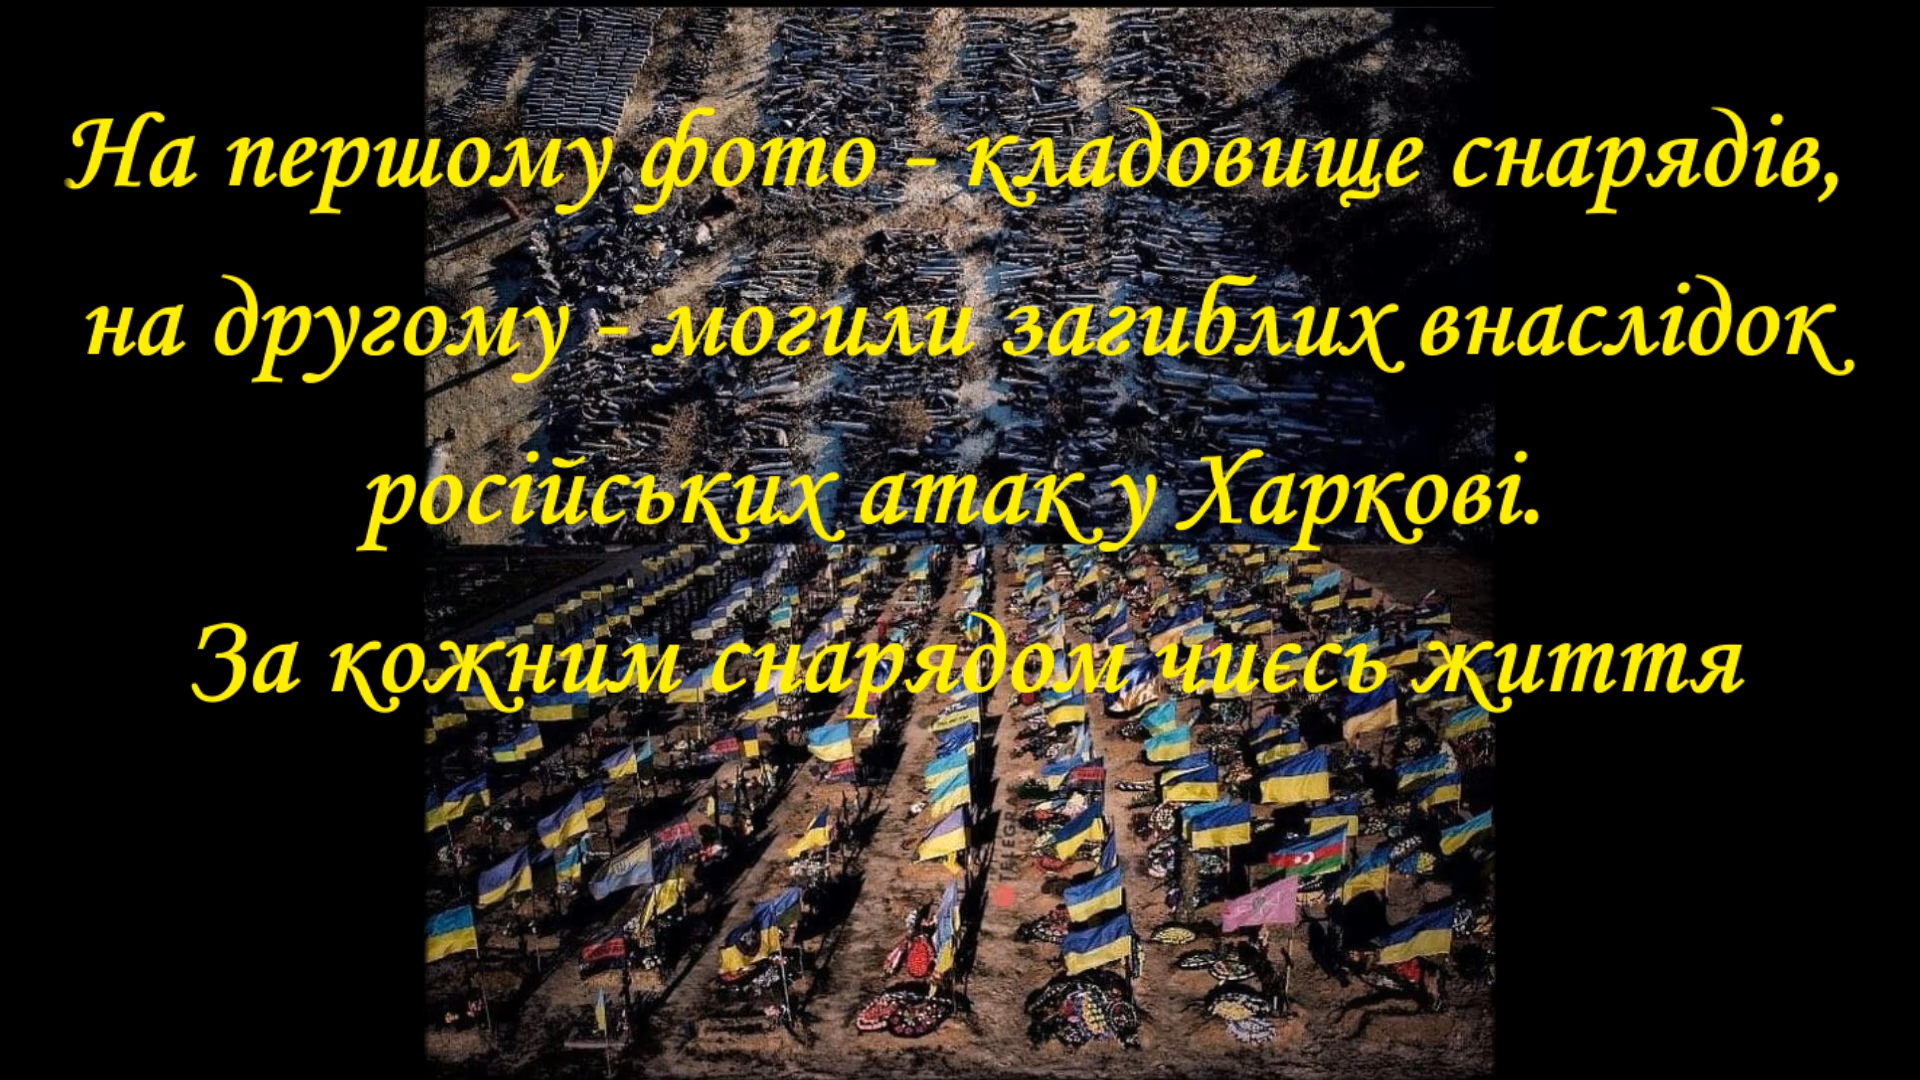 На першому фото - кладовище снарядів,
на другому - могили загиблих внаслідок
російських атак у Харкові.
За кожним снарядом чиєсь життя